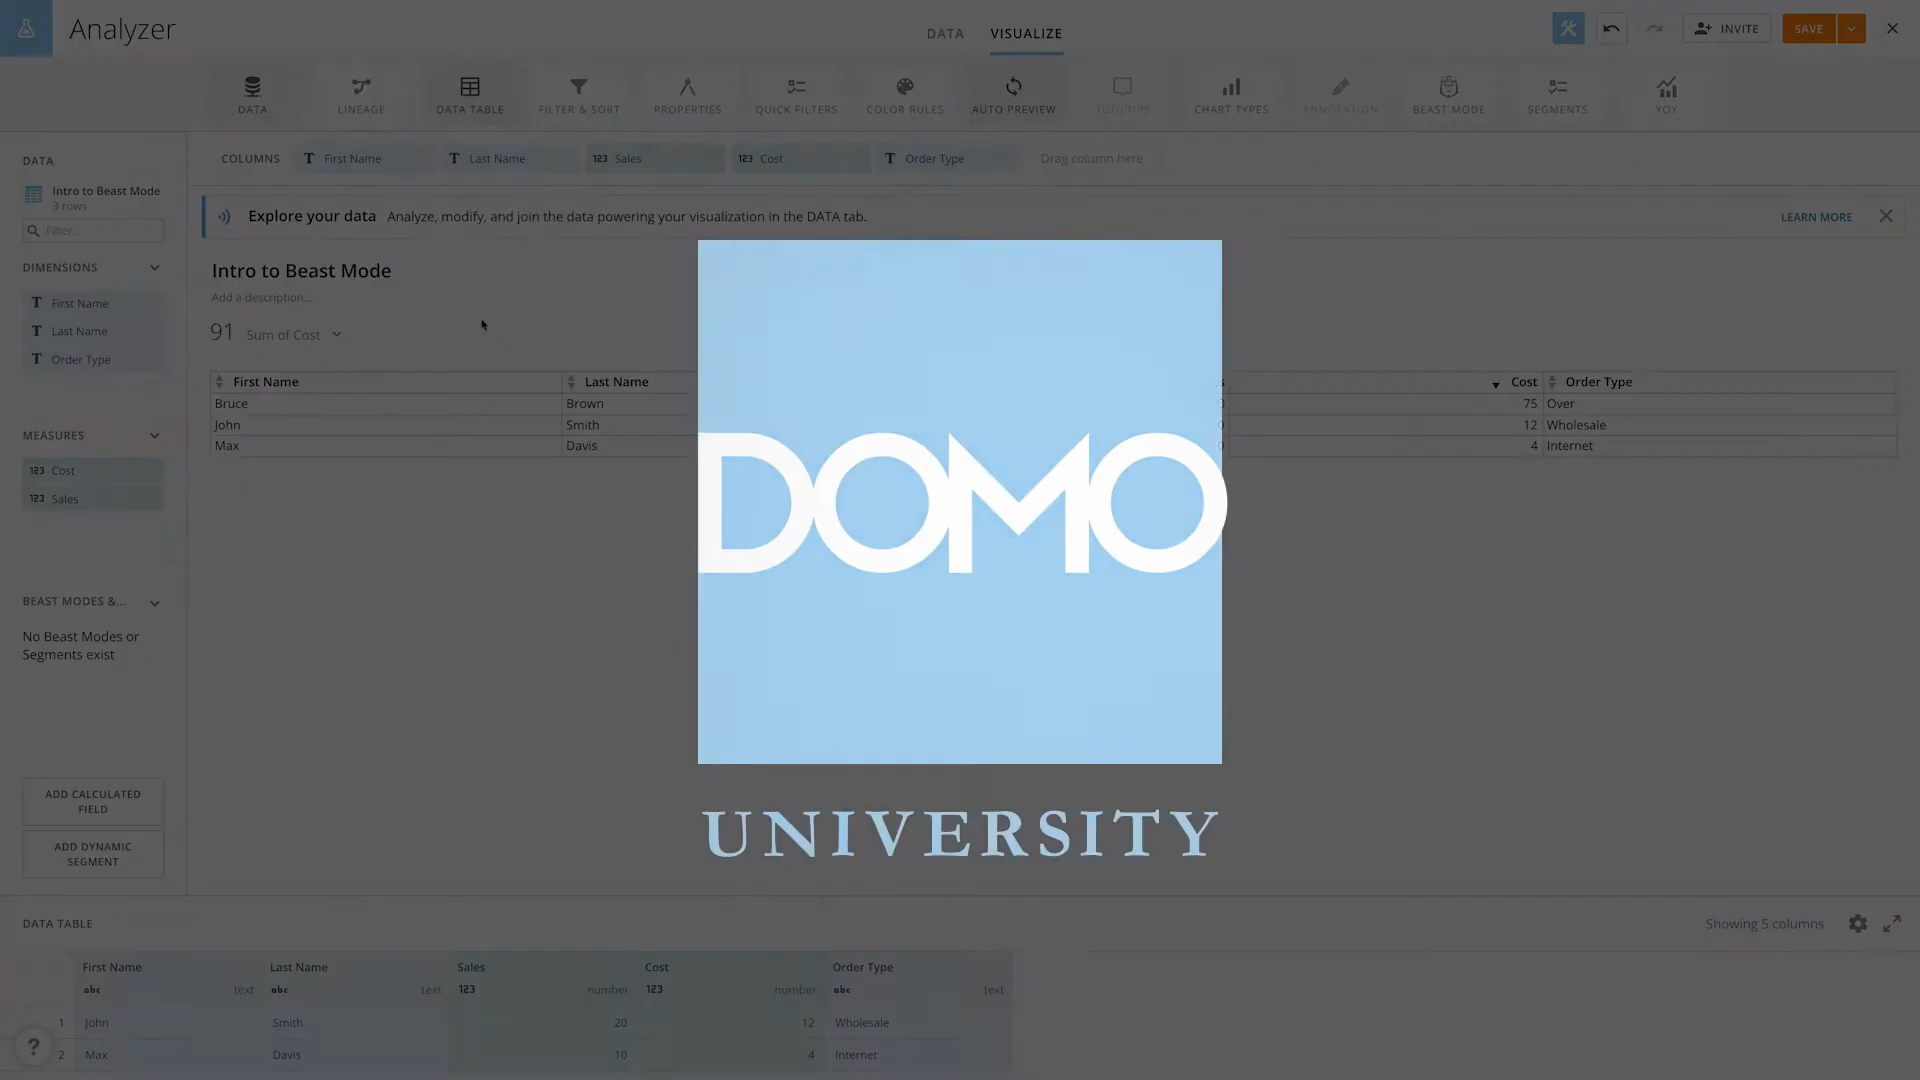 Analyzer
DATA VISUALIZE
INVITE SAVE
DATA LINEAGE DATA TABLE FILTER & SORT PROPERTIES QUICK FILTERS COLOR RULES AUTO PREVIEW TOOLTIPS CHART TYPES ANNOTATION BEAST MODE SEGMENTS YOY
DATA
Intro to Beast Mode
3 rows
Filter ...
DIMENSIONS
T First Name
T Last Name
T Order Type
MEASURES
123 Cost
123 Sales
BEAST MODES &...
No Beast Modes or
Segments exist
ADD CALCULATED
FIELD
ADD DYNAMIC
SEGMENT
COLUMNS T First Name T Last Name 123 Sales 123 Cost T Order Type Drag column here
Explore your data Analyze, modify, and join the data powering your visualization in the DATA tab. LEARN MORE
Intro to Beast Mode
Add a description...
91 Sum of Cost
First Name Last Name Cost Order Type
Bruce Brown 75 Over
John Smith 12 Wholesale
Max Davis 4 Internet
DOMO
UNIVERSITY
DATA TABLE Showing 5 columns
First Name Last Name Sales Cost Order Type
abc text abc text 123 number 123 number abc text
1 John Smith 20 12 Wholesale
? 2 Max Davis 10 4 Internet